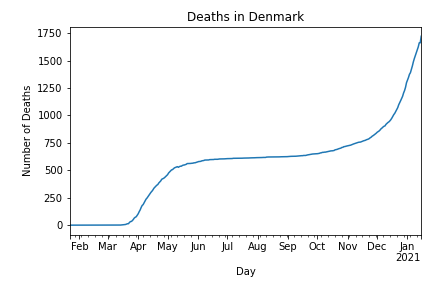 Deaths in Denmark
Number of Deaths
1750
1500
1250
1000
750
500
250
0
Feb Mar Apr May Jun Jul Aug Sep Oct Nov Dec Jan
2021
Day